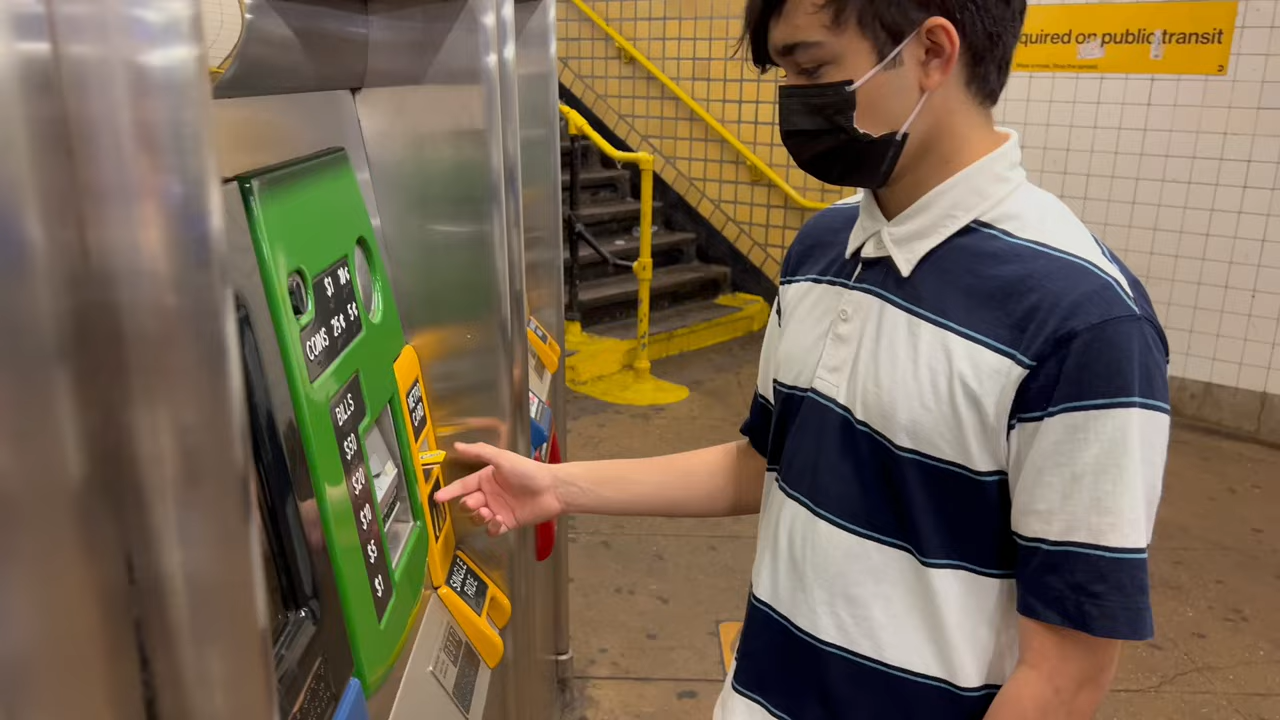 quired on public transit
$1 10¢
COINS 25¢ 5¢
BILLS
$50
$20
$10
$5
$1
METRO
CARD
SINGLE
RIDE